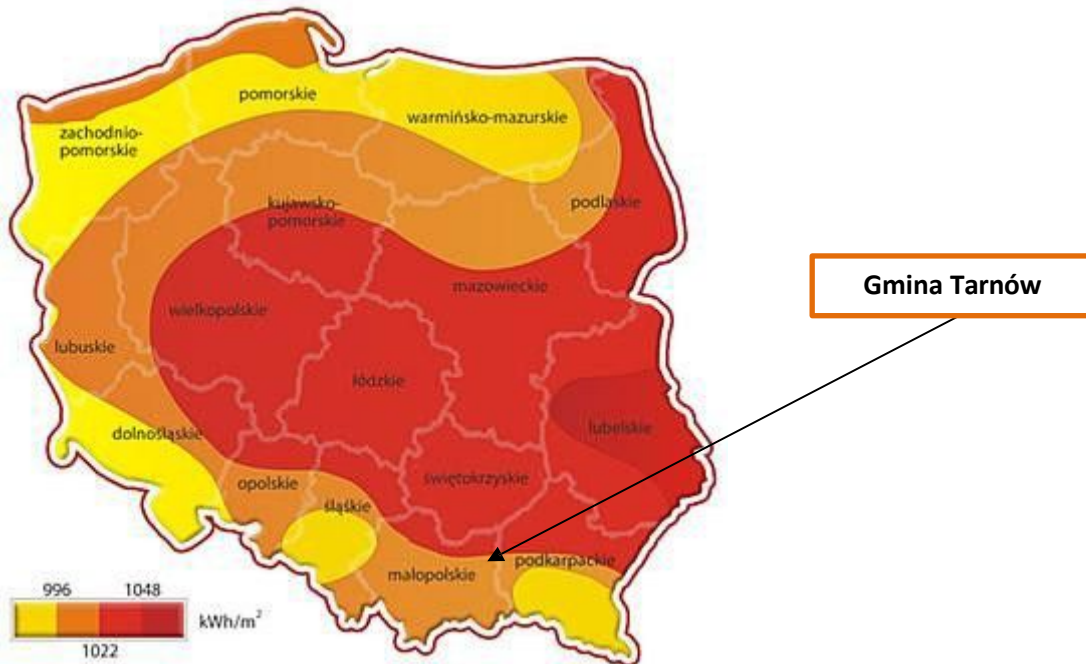 pomorskie
warmińsko-mazurskie
zachodnio-
pomorskie
kujawsko-
pomorskie
podlaskie
Gmina Tarnów
mazowieckie
wielkopolskie
lubuskie
łódzkie
lubelskie
dolnośląskie
opolskie
świętokrzyskie
śląśkie
podkarpackie
małopolskie
996 1048
kWh/m²
1022